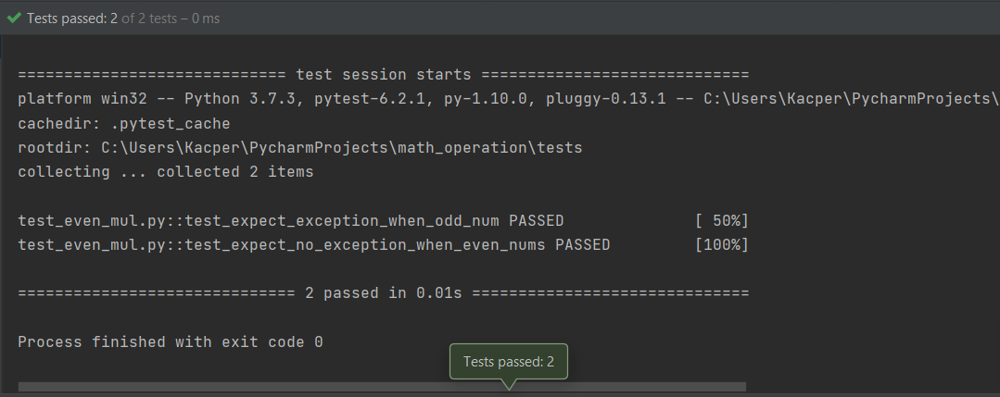 Tests passed: 2 of 2 tests – 0 ms
============================= test session starts =============================
platform win32 -- Python 3.7.3, pytest-6.2.1, py-1.10.0, pluggy-0.13.1 -- C:\Users\Kacper\PycharmProjects\
cachedir: .pytest_cache
rootdir: C:\Users\Kacper\PycharmProjects\math_operation\tests
collecting ... collected 2 items
test_even_mul.py::test_expect_exception_when_odd_num PASSED              [ 50%]
test_even_mul.py::test_expect_no_exception_when_even_nums PASSED         [100%]
============================== 2 passed in 0.01s ==============================
Process finished with exit code 0
Tests passed: 2